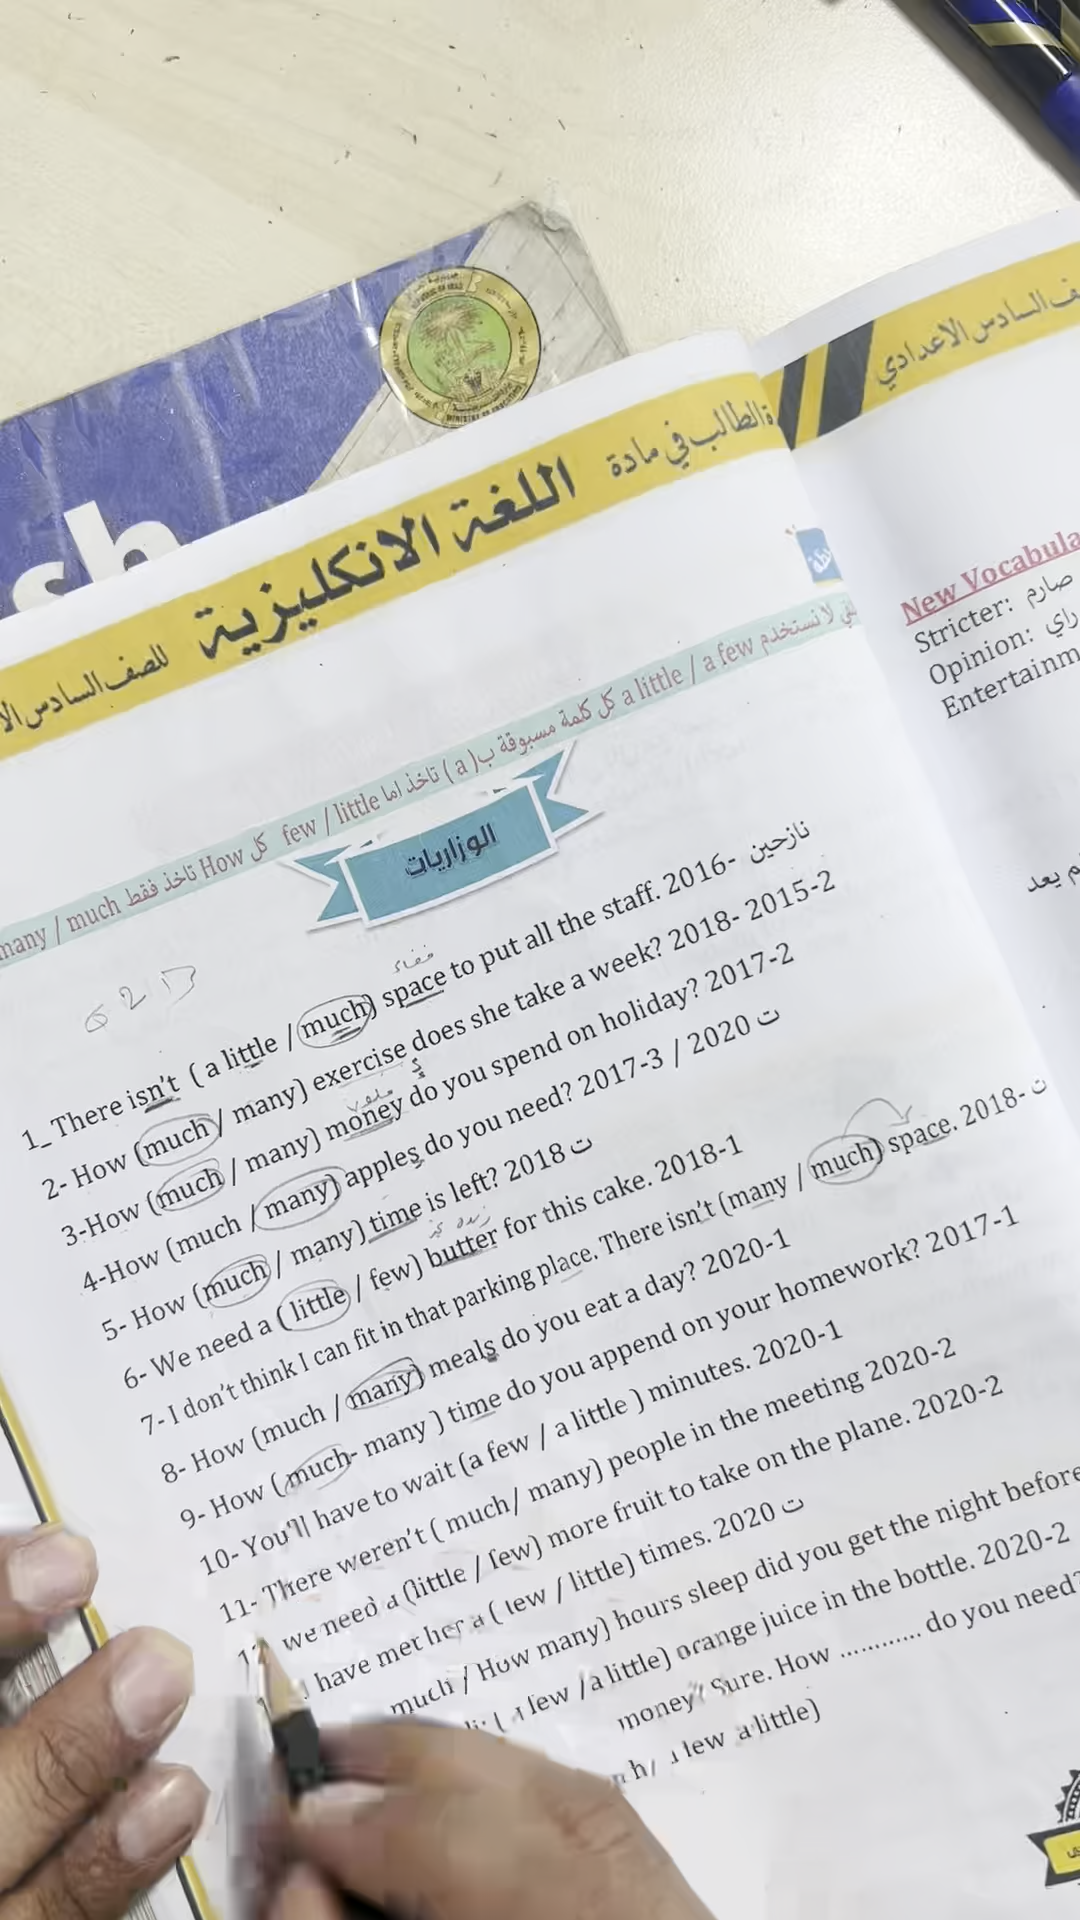 sh
ة الطالب في مادة اللغة الانكليزية للصف السادس الا
ف السادس الاعدادي
لا تستخدم a little / a few كل كلمة مسبوقة ب( a ) تاخذ اما few / little كل How تاخذ فقط many / much
الوزاريات
1_ There isn't ( a little / much) space to put all the staff. 2016- نازحين
2- How (much / many) exercise does she take a week? 2018- 2015-2
3-How (much / many) money do you spend on holiday? 2017-2
4-How (much / many) apples do you need? 2017-3 / 2020 ت
5- How (much / many) time is left? 2018 ت
6- We need a ( little / few) butter for this cake. 2018-1
7- I don't think I can fit in that parking place. There isn't (many / much) space. 2018- ت
8- How (much / many) meals do you eat a day? 2020-1
9- How ( much- many ) time do you append on your homework? 2017-1
10- You'll have to wait (a few / a little ) minutes. 2020-1
11- There weren't ( much/ many) people in the meeting 2020-2
we need a (little / few) more fruit to take on the plane. 2020-2
I have met her a ( few / little) times. 2020 ت
much / How many) hours sleep did you get the night before
few /a little) orange juice in the bottle. 2020-2
money? Sure. How ............ do you need?
few a little)
New Vocabula
Stricter: صارم
Opinion: راي
Entertainm
م يعد